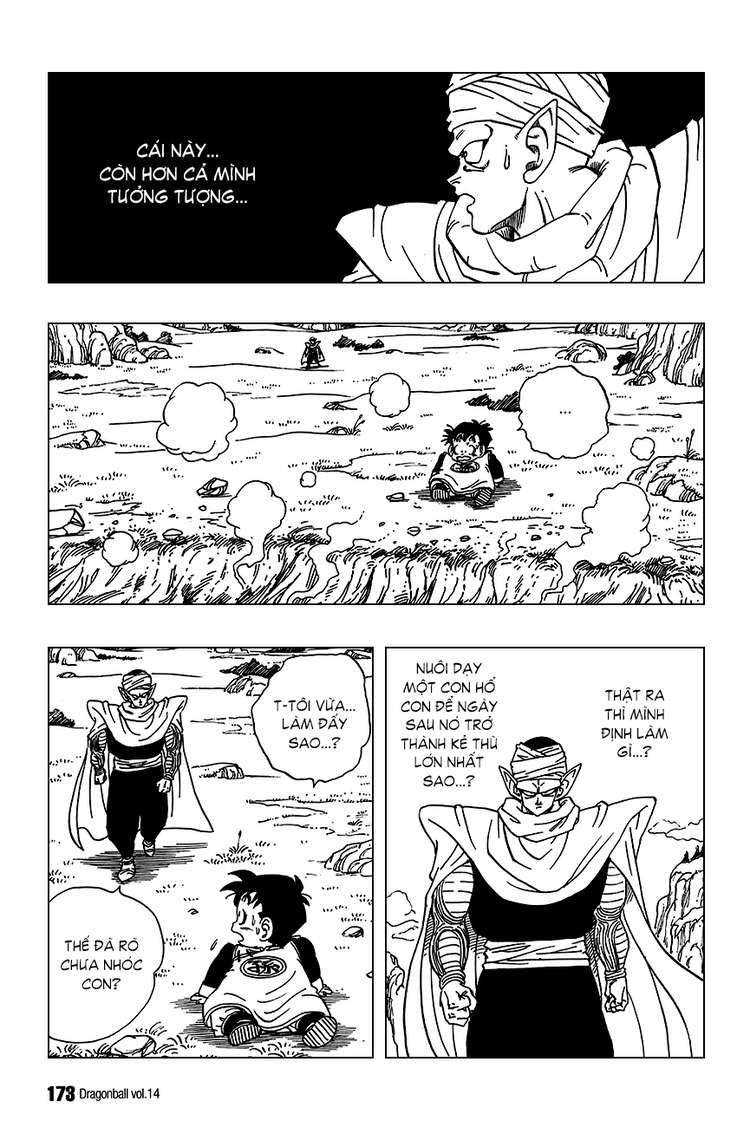 CÁI NÀY...
CÒN HƠN CẢ MÌNH
TƯỞNG TƯỢNG...
...
THẬT RA
THÌ MÌNH
ĐỊNH LÀM
GÌ...?
NUÔI DẠY
MỘT CON HỔ
CON ĐỂ NGÀY
SAU NÓ TRỞ
THÀNH KẺ THÙ
LỚN NHẤT
SAO...?
T-TÔI VỪA...
LÀM ĐẤY
SAO...?
THẾ ĐÃ RÕ
CHƯA NHÓC
CON?
173 Dragonball vol.14